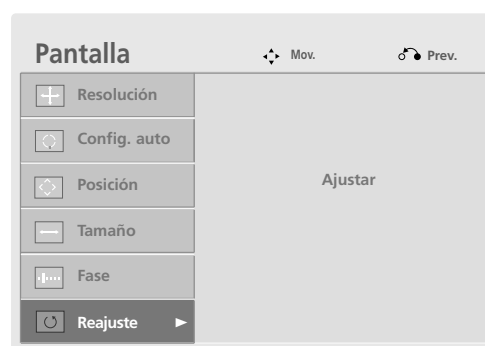 Pantalla Mov. Prev.
Resolución
Config. auto
Posición
Ajustar
Tamaño
Fase
Reajuste